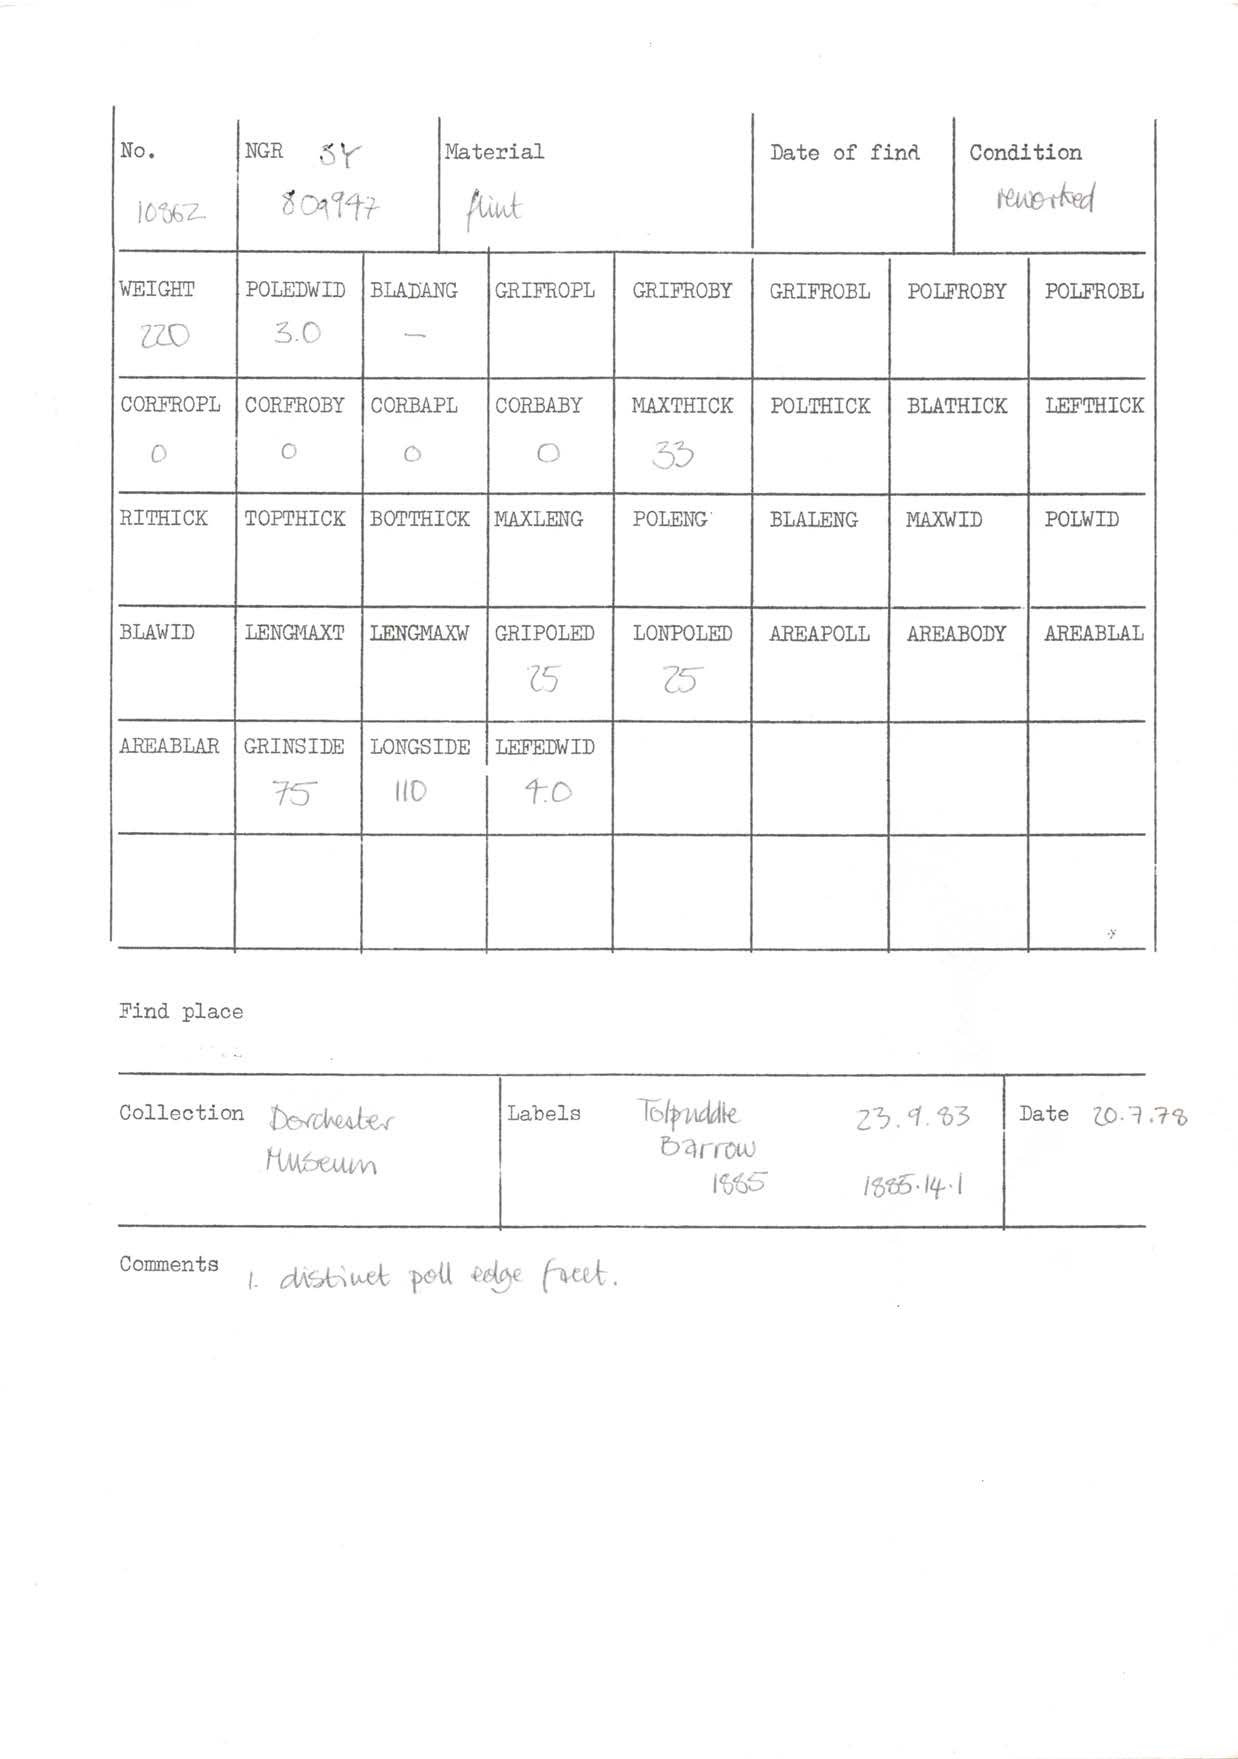 No. NGR SY Material Date of find Condition
10862 809947 flint reworked
WEIGHT POLEDWID BLADANG GRIFROPL GRIFROBY GRIFROBL POLFROBY POLFROBL
220 3.0 —
CORFROPL CORFROBY CORBAPL CORBABY MAXTHICK POLTHICK BLATHICK LEFTHICK
0 0 0 0 33
RITHICK TOPTHICK BOTTHICK MAXLENG POLENG BLALENG MAXWID POLWID
BLAWID LENGMAXT LENGMAXW GRIPOLED LONPOLED AREAPOLL AREABODY AREABLAL
25 25
AREABLAR GRINSIDE LONGSIDE LEFEDWID
75 110 4.0
Find place
Collection Dorchester Labels Tolpuddle 23.9.83 Date 20.7.78
Museum Barrow
1885 1885.14.1
Comments 1. distinct poll edge facet.